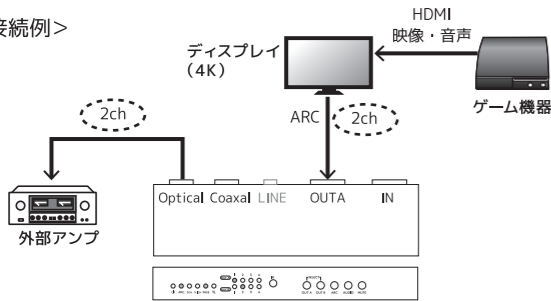 接続例>
HDMI
映像・音声
ディスプレイ
(4K)
ゲーム機器
ARC
2ch
2ch
Optical Coaxal LINE OUTA IN
外部アンプ